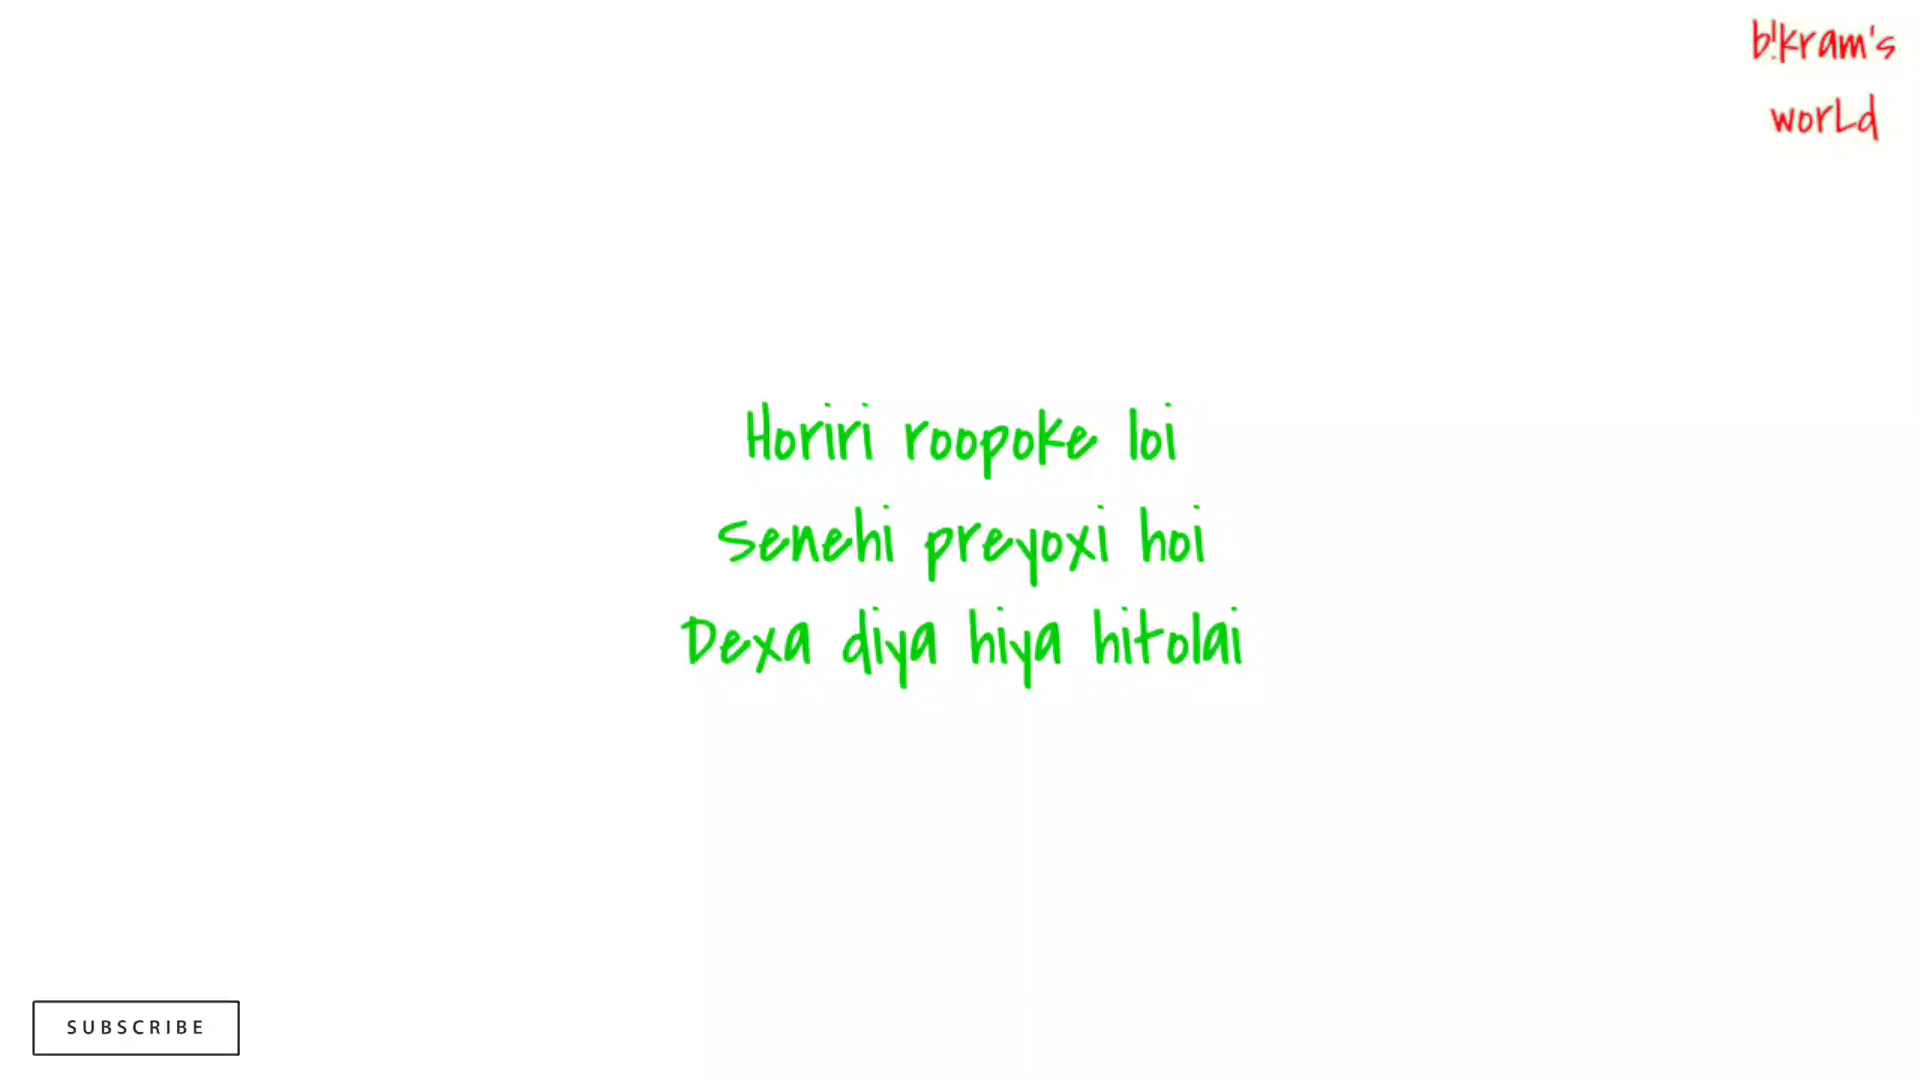 b!kram's
worLd
Horiri roopoke loi
Senehi preyoxi hoi
Dexa diya hiya hitolai
SUBSCRIBE